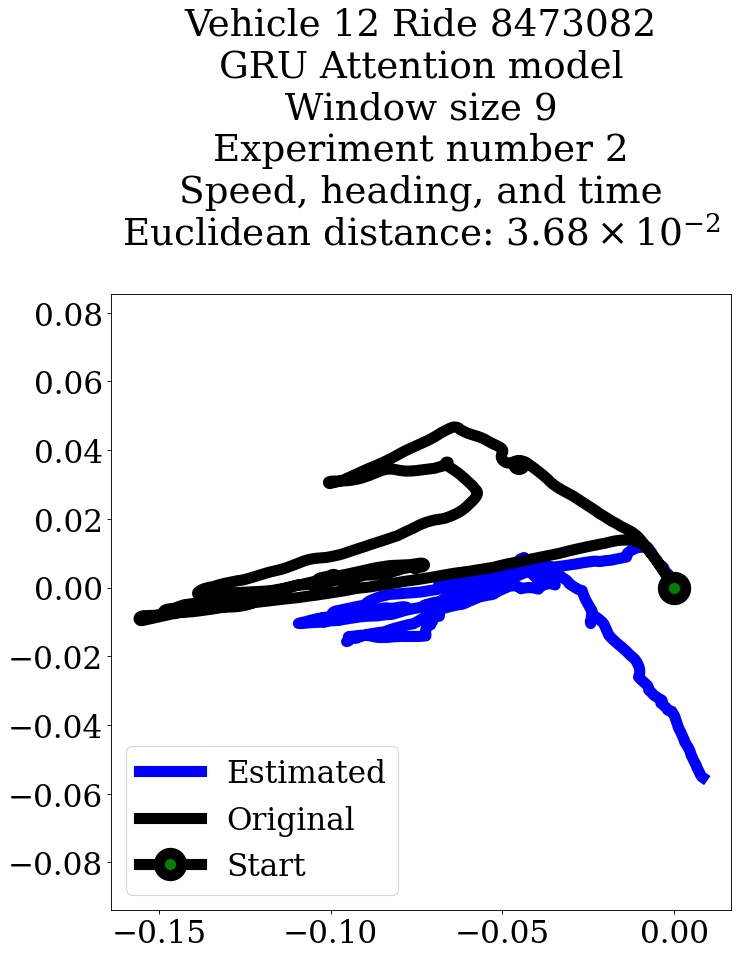 Vehicle 12 Ride 8473082
GRU Attention model
Window size 9
Experiment number 2
Speed, heading, and time
Euclidean distance: 3.68 × 10⁻²
0.08
0.06
0.04
0.02
0.00
−0.02
−0.04
−0.06
−0.08
Estimated
Original
Start
−0.15 −0.10 −0.05 0.00